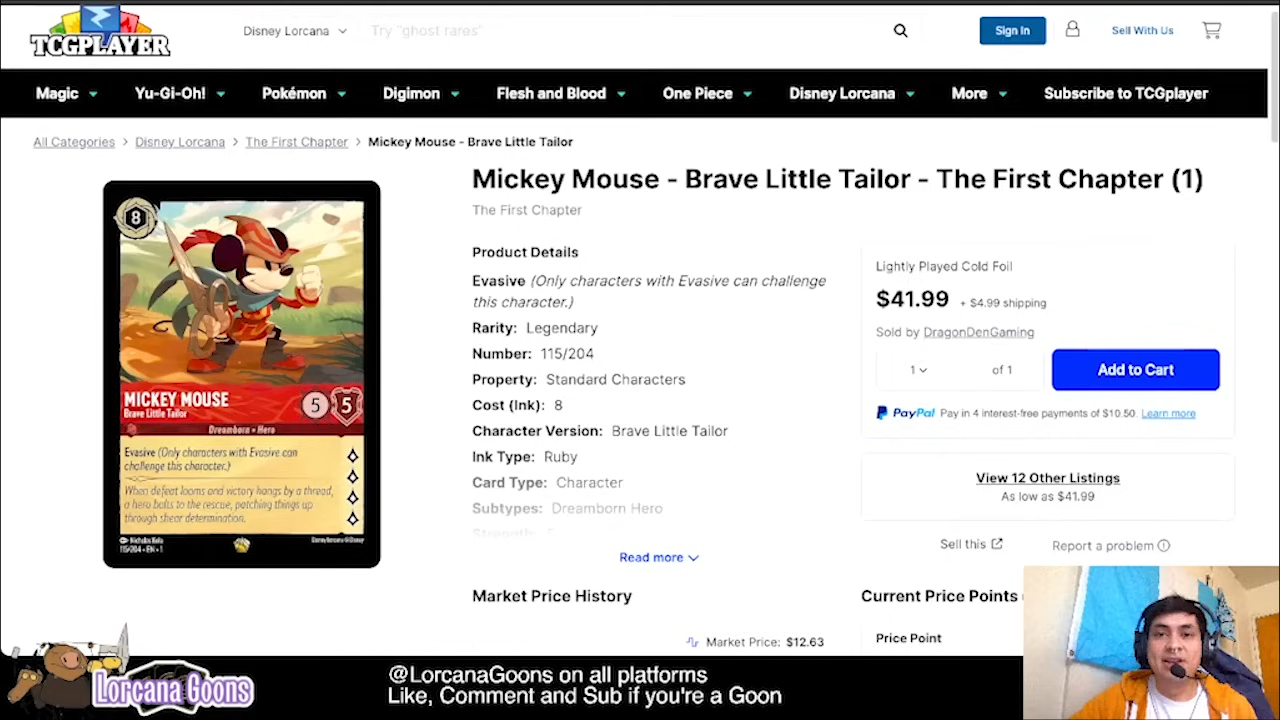 TCGPLAYER
Disney Lorcana
Try "ghost rares"
Sign In
Sell With Us
Magic
Yu-Gi-Oh!
Pokémon
Digimon
Flesh and Blood
One Piece
Disney Lorcana
More
Subscribe to TCGplayer
All Categories > Disney Lorcana > The First Chapter > Mickey Mouse - Brave Little Tailor
8
MICKEY MOUSE
Brave Little Tailor
5
5
Dreamborn • Hero
Evasive (Only characters with Evasive can
challenge this character.)
When defeat looms and victory hangs by a thread,
a hero bolts to the rescue, patching things up
through shear determination.
115/204 • EN • 1
Mickey Mouse - Brave Little Tailor - The First Chapter (1)
The First Chapter
Product Details
Evasive (Only characters with Evasive can challenge
this character.)
Rarity: Legendary
Number: 115/204
Property: Standard Characters
Cost (Ink): 8
Character Version: Brave Little Tailor
Ink Type: Ruby
Card Type: Character
Subtypes: Dreamborn Hero
Read more
Market Price History
Market Price: $12.63
Lightly Played Cold Foil
$41.99 + $4.99 shipping
Sold by DragonDenGaming
1 of 1
Add to Cart
PayPal Pay in 4 interest-free payments of $10.50. Learn more
View 12 Other Listings
As low as $41.99
Sell this
Report a problem
Current Price Points
Price Point
Lorcana Goons
@LorcanaGoons on all platforms
Like, Comment and Sub if you're a Goon